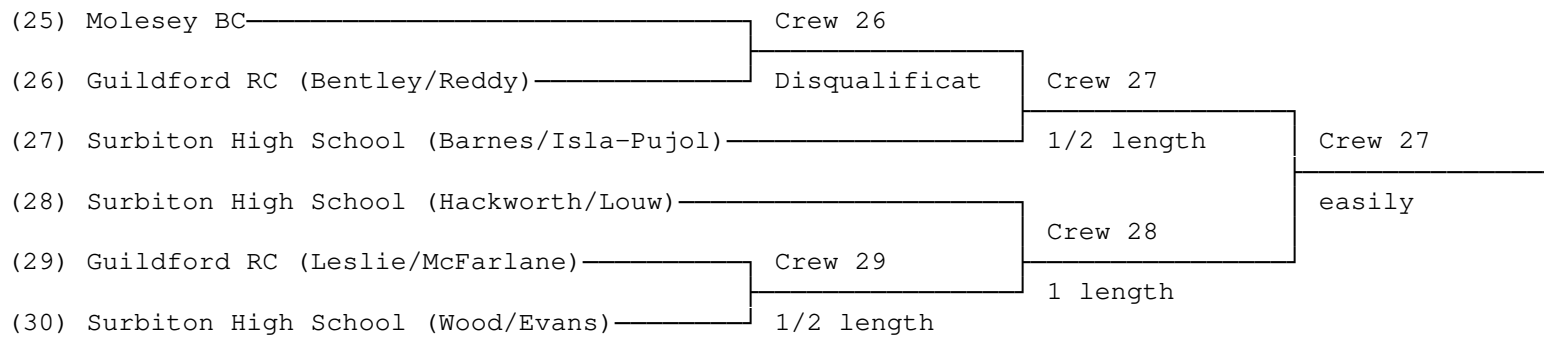 (25) Molesey BC Crew 26
(26) Guildford RC (Bentley/Reddy) Disqualificat Crew 27
(27) Surbiton High School (Barnes/Isla-Pujol) 1/2 length Crew 27
(28) Surbiton High School (Hackworth/Louw) easily
Crew 28
(29) Guildford RC (Leslie/McFarlane) Crew 29
1 length
(30) Surbiton High School (Wood/Evans) 1/2 length